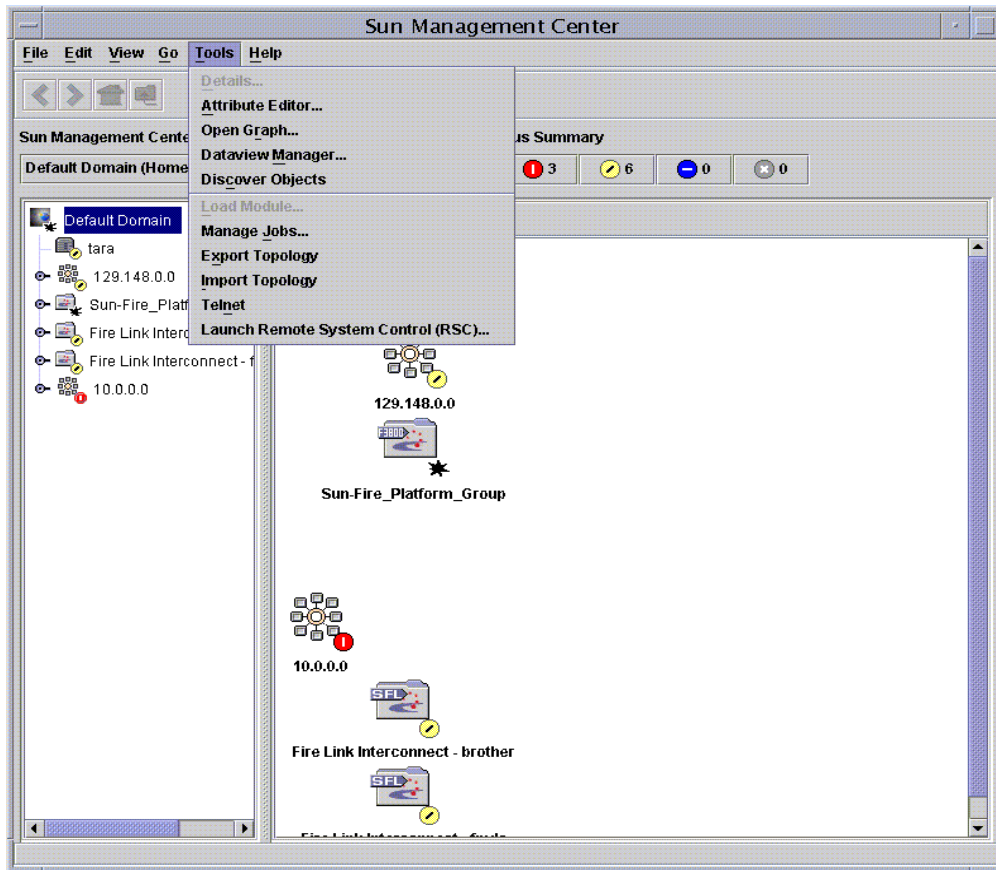 Sun Management Center
File Edit View Go Tools Help
Details...
Attribute Editor...
Open Graph...
Dataview Manager...
Discover Objects
Load Module...
Manage Jobs...
Export Topology
Import Topology
Telnet
Launch Remote System Control (RSC)...
Sun Management Cente
us Summary
Default Domain (Home
3
6
0
0
Default Domain
tara
129.148.0.0
Sun-Fire_Platf
Fire Link Interc
Fire Link Interconnect - f
10.0.0.0
129.148.0.0
E3800
Sun-Fire_Platform_Group
10.0.0.0
SFL
Fire Link Interconnect - brother
SFL
Fire Link Interconnect